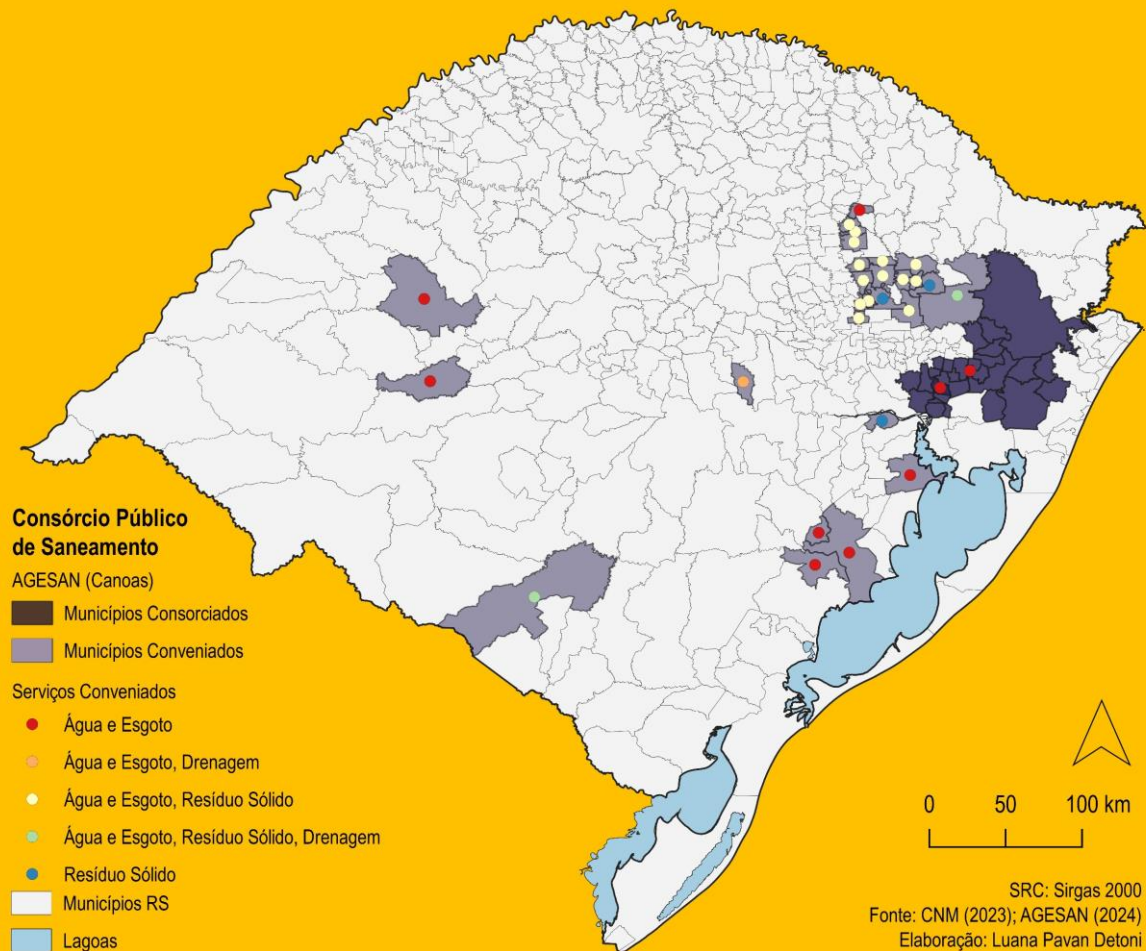 Consórcio Público
de Saneamento
AGESAN (Canoas)
Municípios Consorciados
Municípios Conveniados
Serviços Conveniados
Água e Esgoto
Água e Esgoto, Drenagem
Água e Esgoto, Resíduo Sólido
Água e Esgoto, Resíduo Sólido, Drenagem
Resíduo Sólido
Municípios RS
Lagoas
0 50 100 km
SRC: Sirgas 2000
Fonte: CNM (2023); AGESAN (2024)
Elaboração: Luana Pavan Detoni